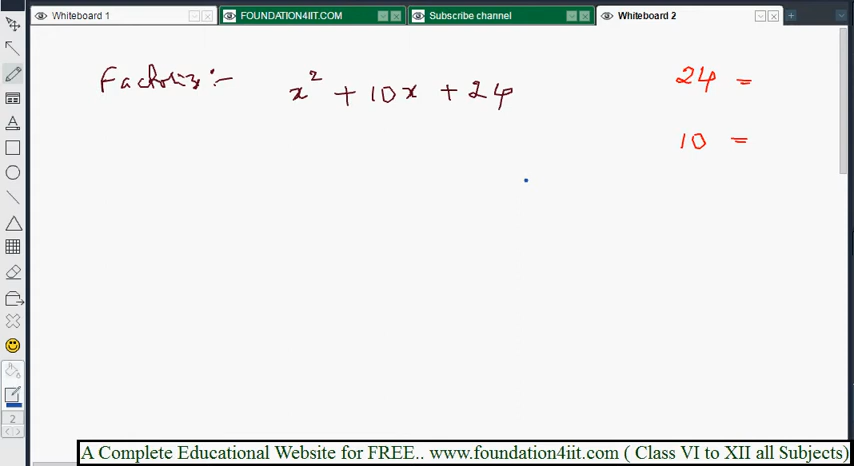 Whiteboard 1 FOUNDATION4IIT.COM Subscribe channel Whiteboard 2 +
Factorise:- x² + 10x + 24
24 =
10 =
2
A Complete Educational Website for FREE.. www.foundation4iit.com ( Class VI to XII all Subjects)